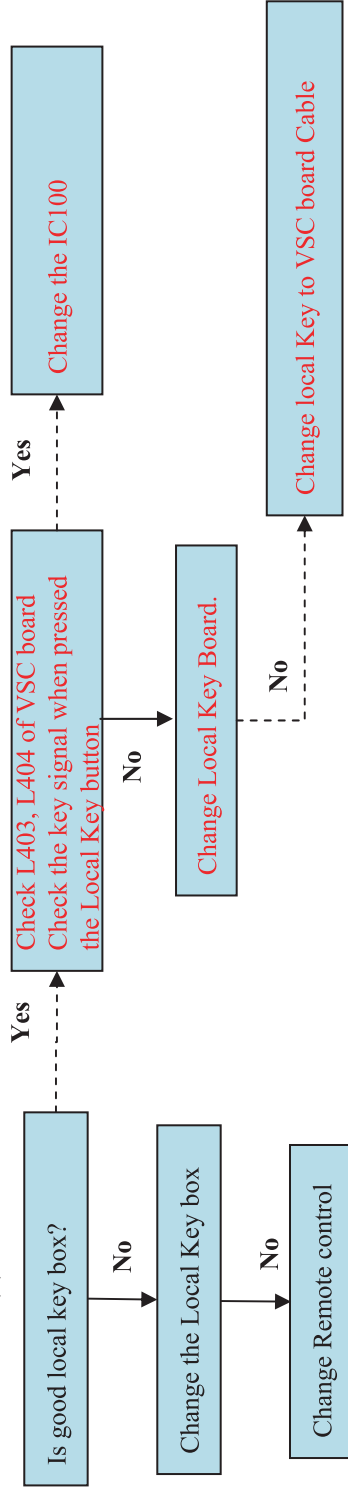 Is good local key box?
Yes
No
Change the Local Key box
No
Change Remote control
Check L403, L404 of VSC board
Check the key signal when pressed
the Local Key button
Yes
Change the IC100
No
Change Local Key Board.
No
Change local Key to VSC board Cable